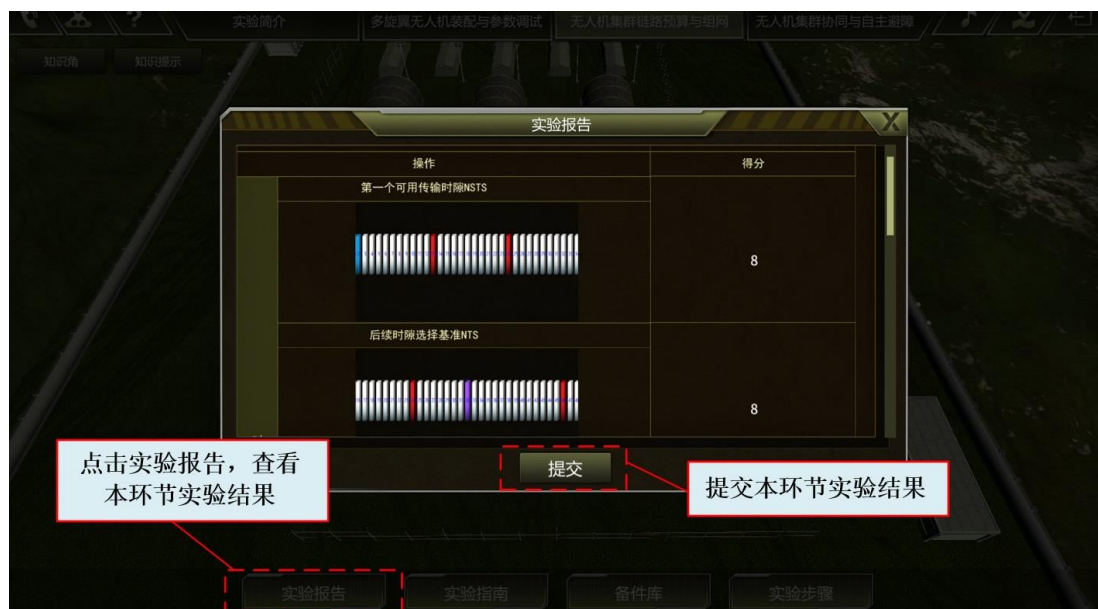 实验简介
多旋翼无人机装配与参数调试
无人机集群链路预算与组网
无人机集群协同与自主避障
知识角
知识提示
实验报告
X
操作
得分
第一个可用传输时隙NSTS
8
后续时隙选择基准NTS
8
提交
点击实验报告，查看
本环节实验结果
提交本环节实验结果
实验报告
实验指南
备件库
实验步骤